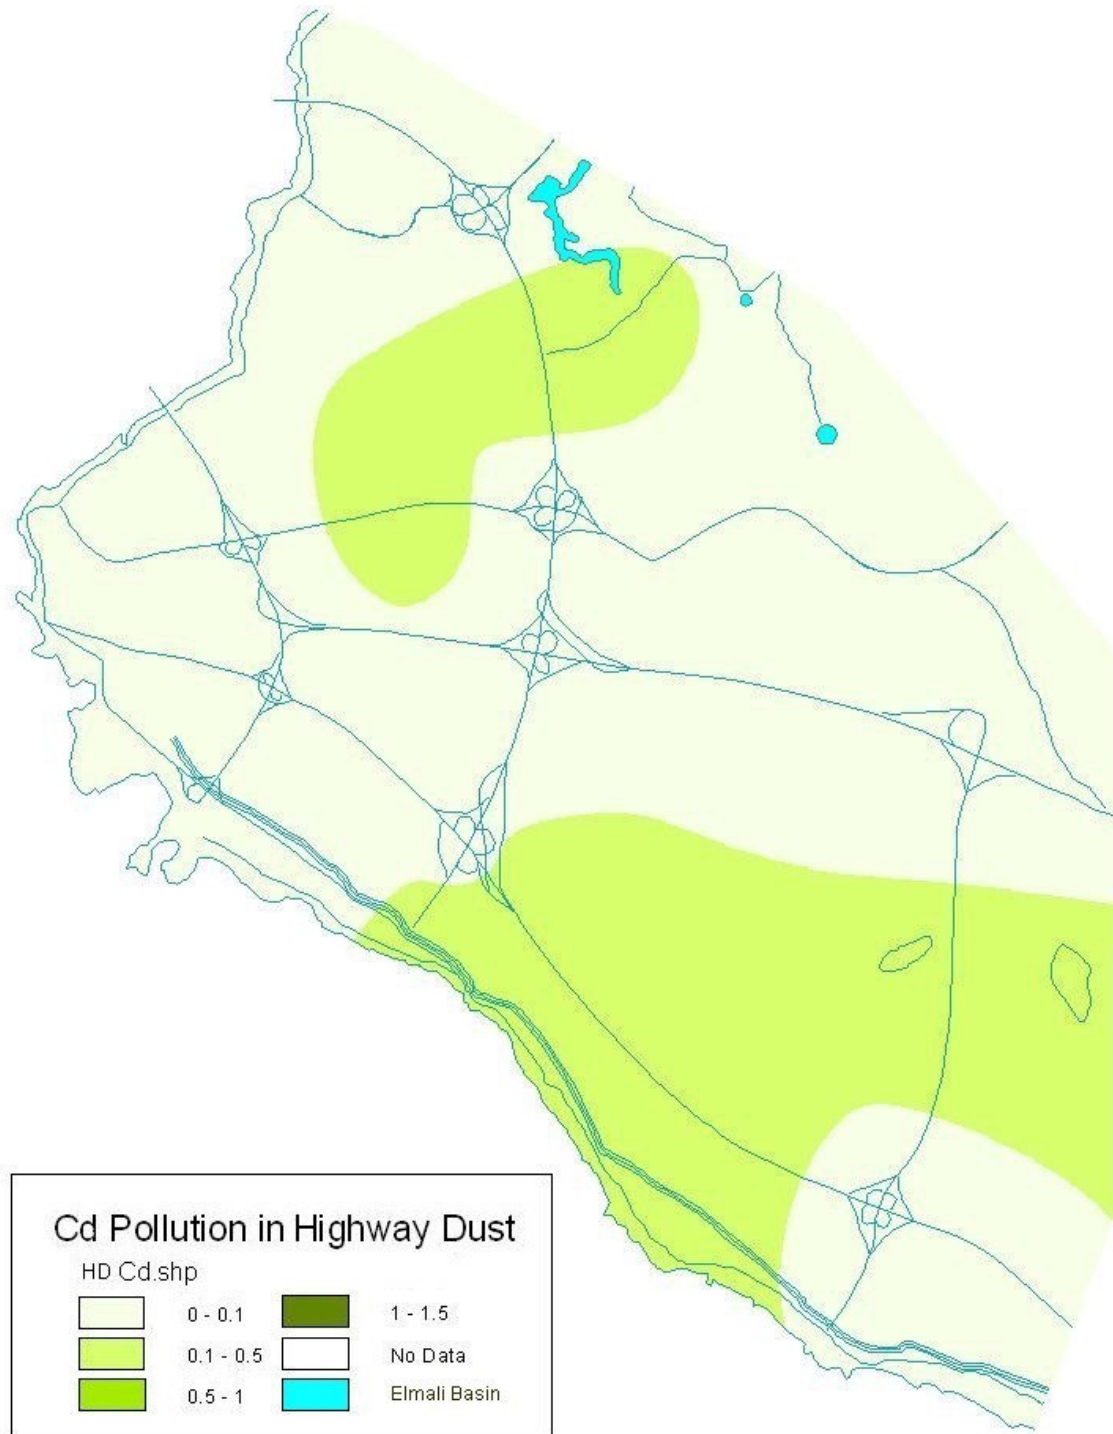 Cd Pollution in Highway Dust
HD Cd.shp
0 - 0.1
1 - 1.5
0.1 - 0.5
No Data
0.5 - 1
Elmali Basin